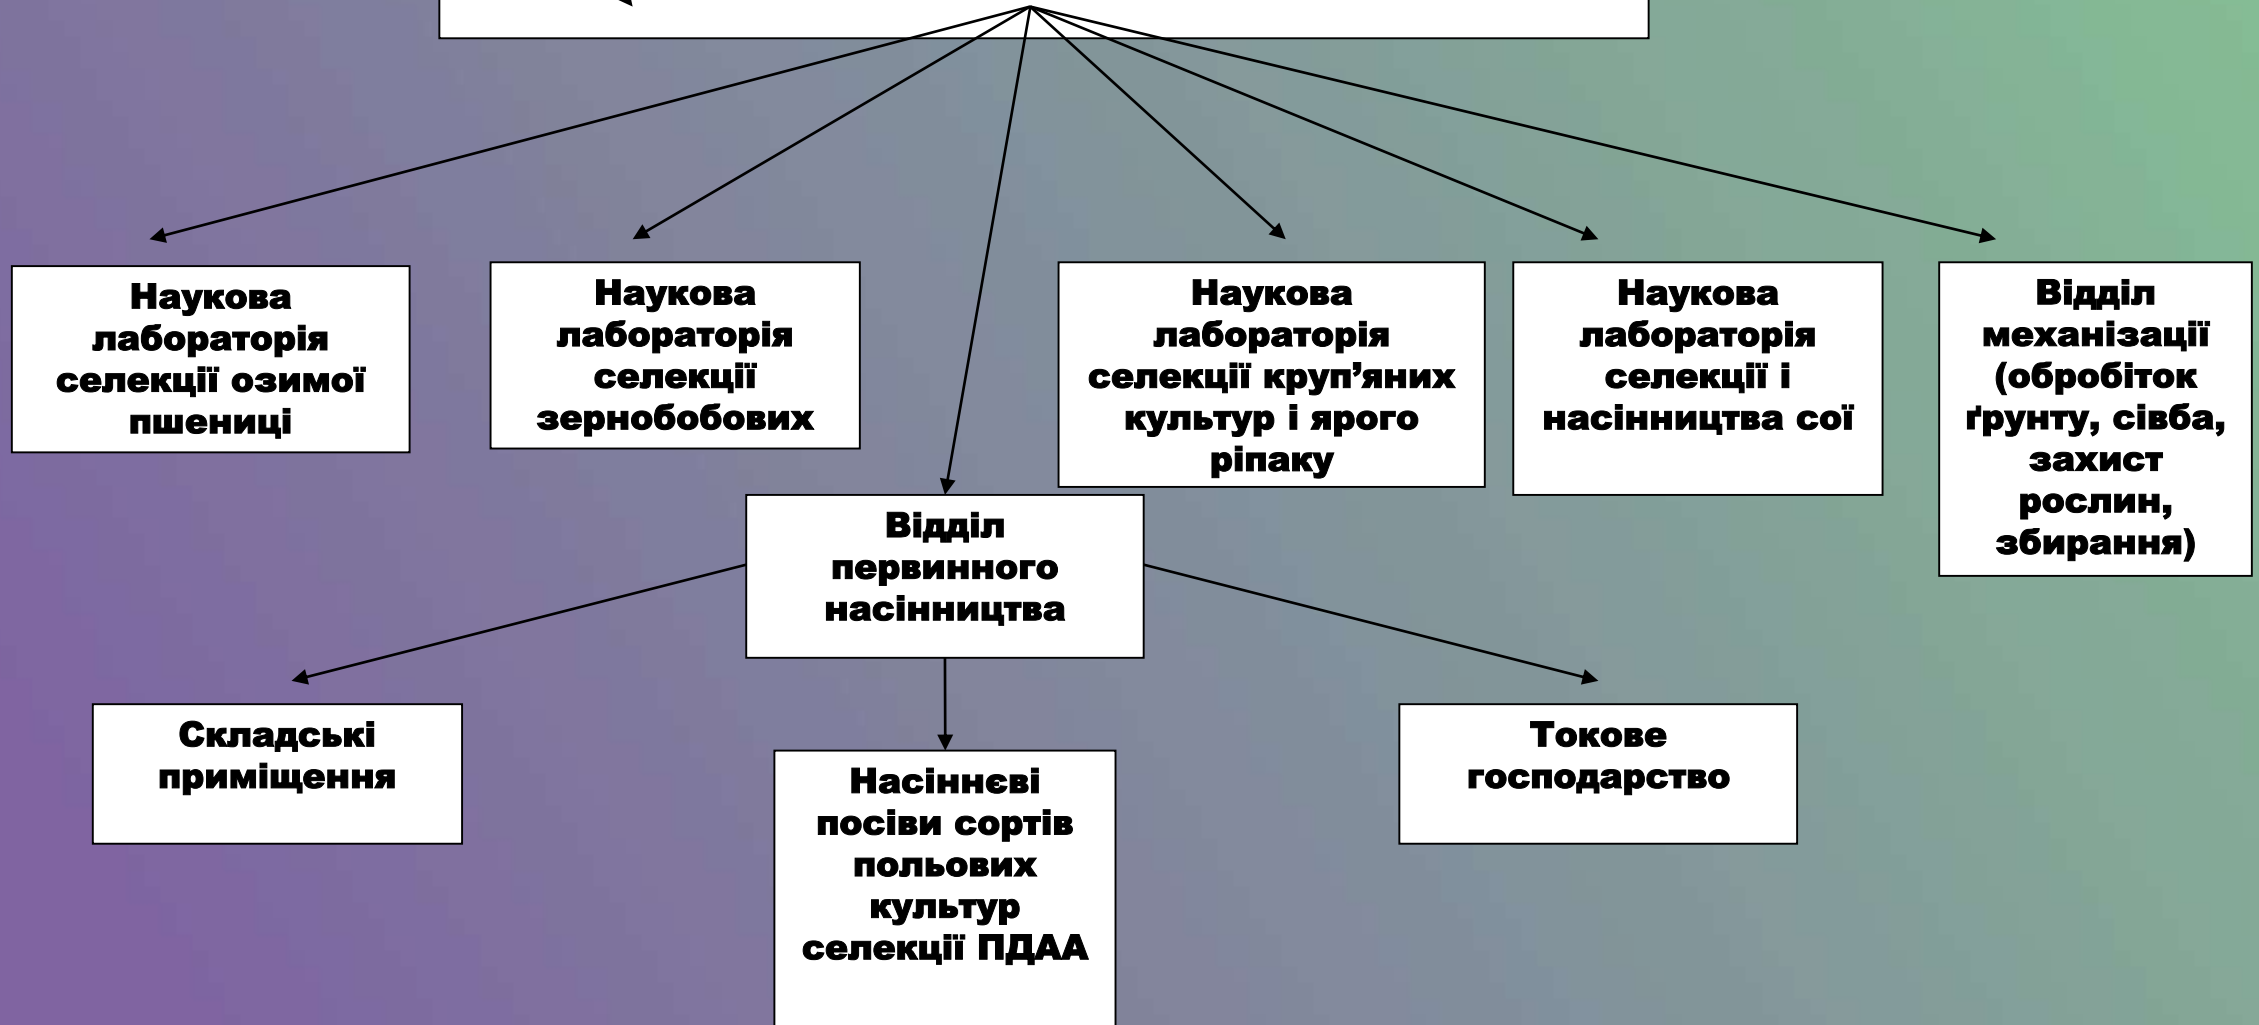 Наукова
лабораторія
селекції озимої
пшениці
Наукова
лабораторія
селекції
зернобобових
Наукова
лабораторія
селекції круп’яних
культур і ярого
ріпаку
Наукова
лабораторія
селекції і
насінництва сої
Відділ
механізації
(обробіток
ґрунту, сівба,
захист
рослин,
збирання)
Відділ
первинного
насінництва
Складські
приміщення
Насіннєві
посіви сортів
польових
культур
селекції ПДАА
Токове
господарство